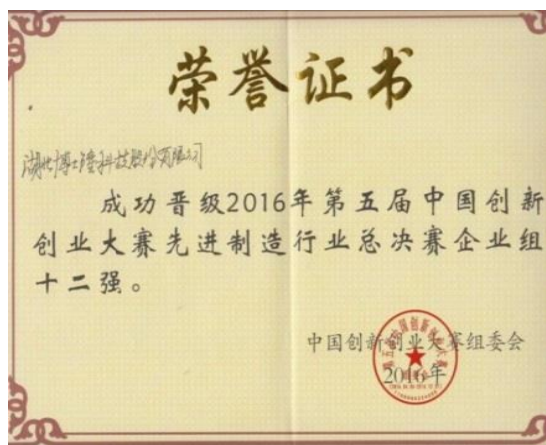 荣誉证书
湖北博士隆科技股份有限公司
成功晋级2016年第五届中国创新
创业大赛先进制造行业总决赛企业组
十二强。
中国创新创业大赛组委会
2016年